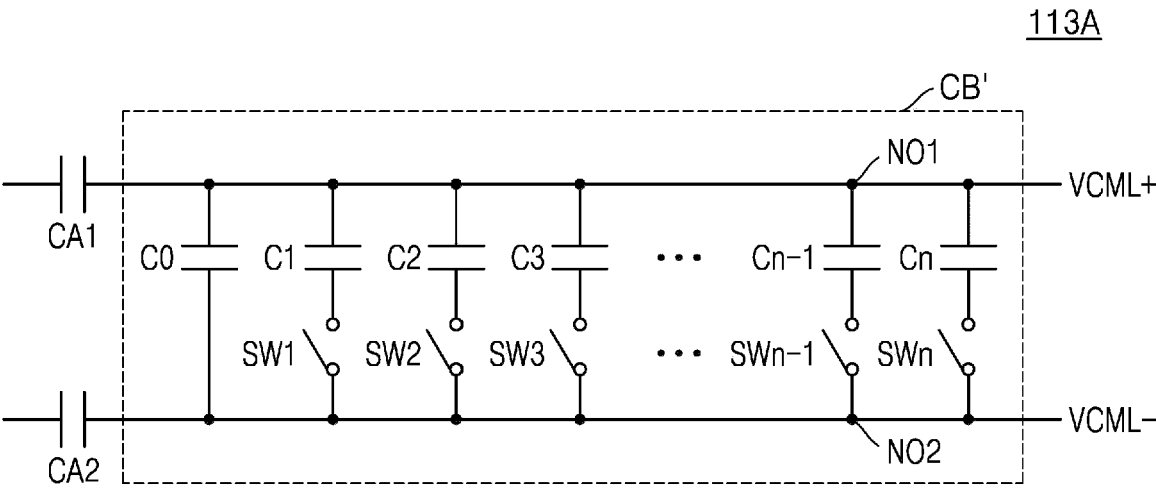 113A
CB'
NO1
VCML+
CA1
C0 C1 C2 C3 ••• Cn-1 Cn
SW1 SW2 SW3 ••• SWn-1 SWn
VCML-
CA2
NO2